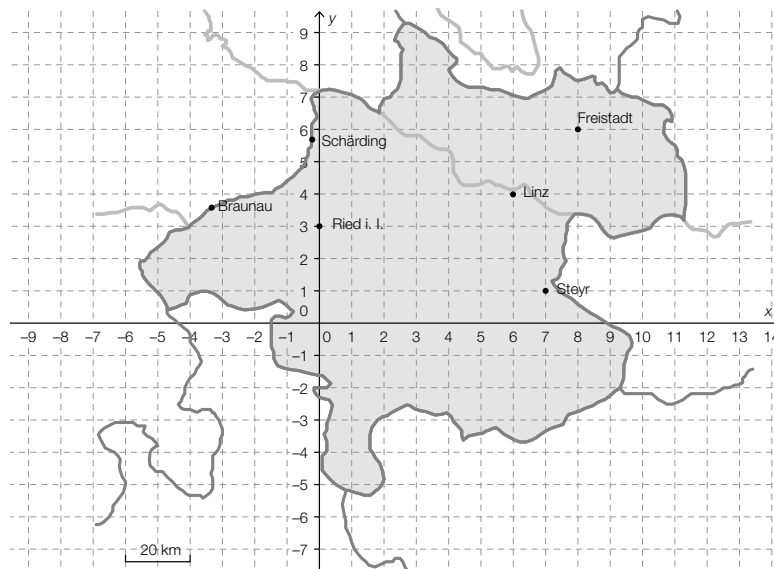 y
9
8
7
6
5
4
3
2
1
0
Freistadt
Schärding
Linz
Braunau
Ried i. I.
Steyr
x
–9 –8 –7 –6 –5 –4 –3 –2 –1 0 1 2 3 4 5 6 7 8 9 10 11 12 13 14
–1
–2
–3
–4
–5
–6
–7
20 km